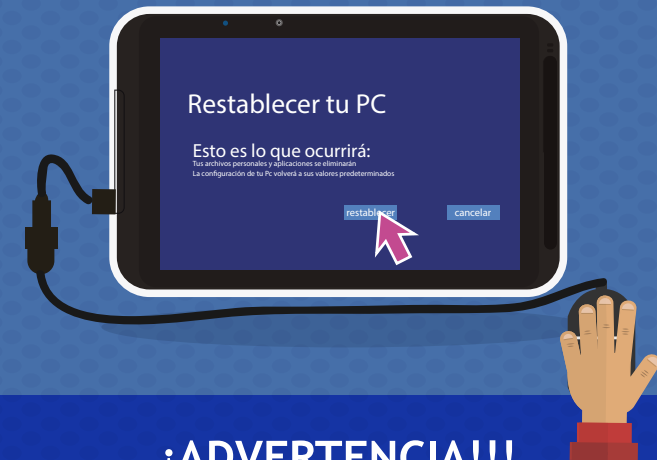 Restablecer tu PC
Esto es lo que ocurrirá:
Tus archivos personales y aplicaciones se eliminarán
La configuración de tu Pc volverá a sus valores predeterminados
restablecer
cancelar
¡ADVERTENCIA!!!